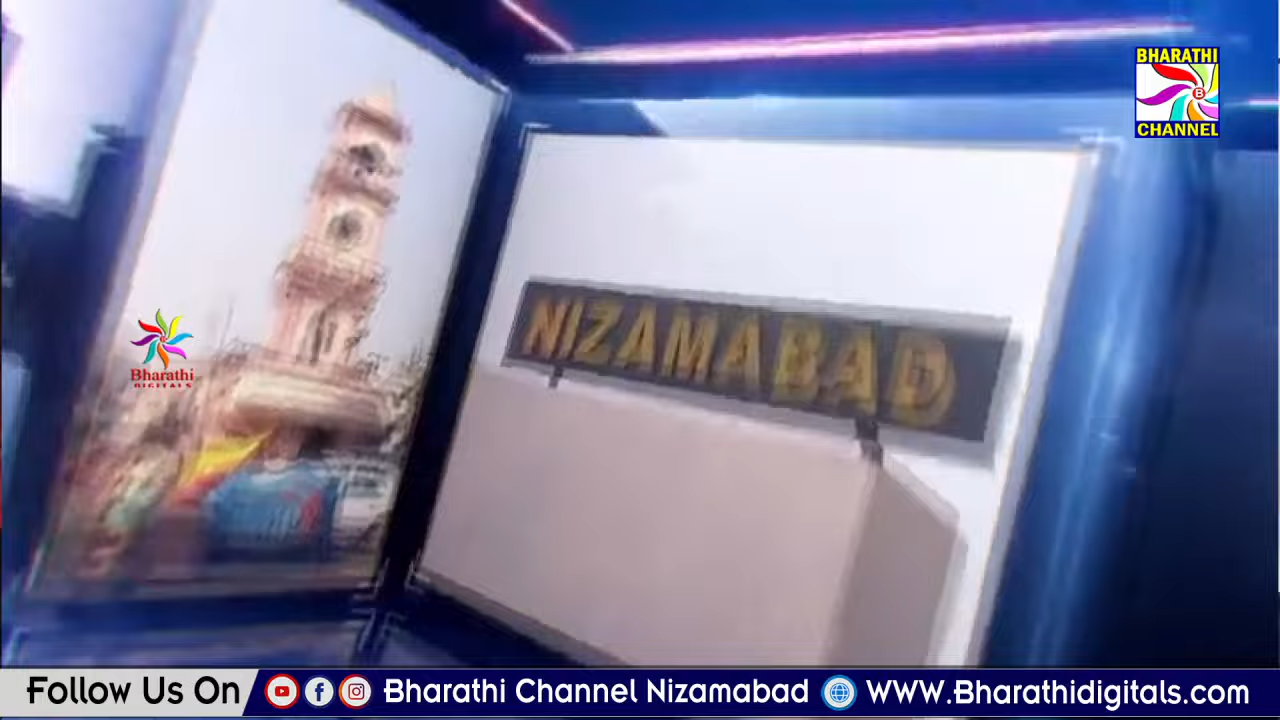 BHARATHI
B
CHANNEL
NIZAMABAD
Bharathi
DIGITALS
Follow Us On
Bharathi Channel Nizamabad
WWW.Bharathidigitals.com